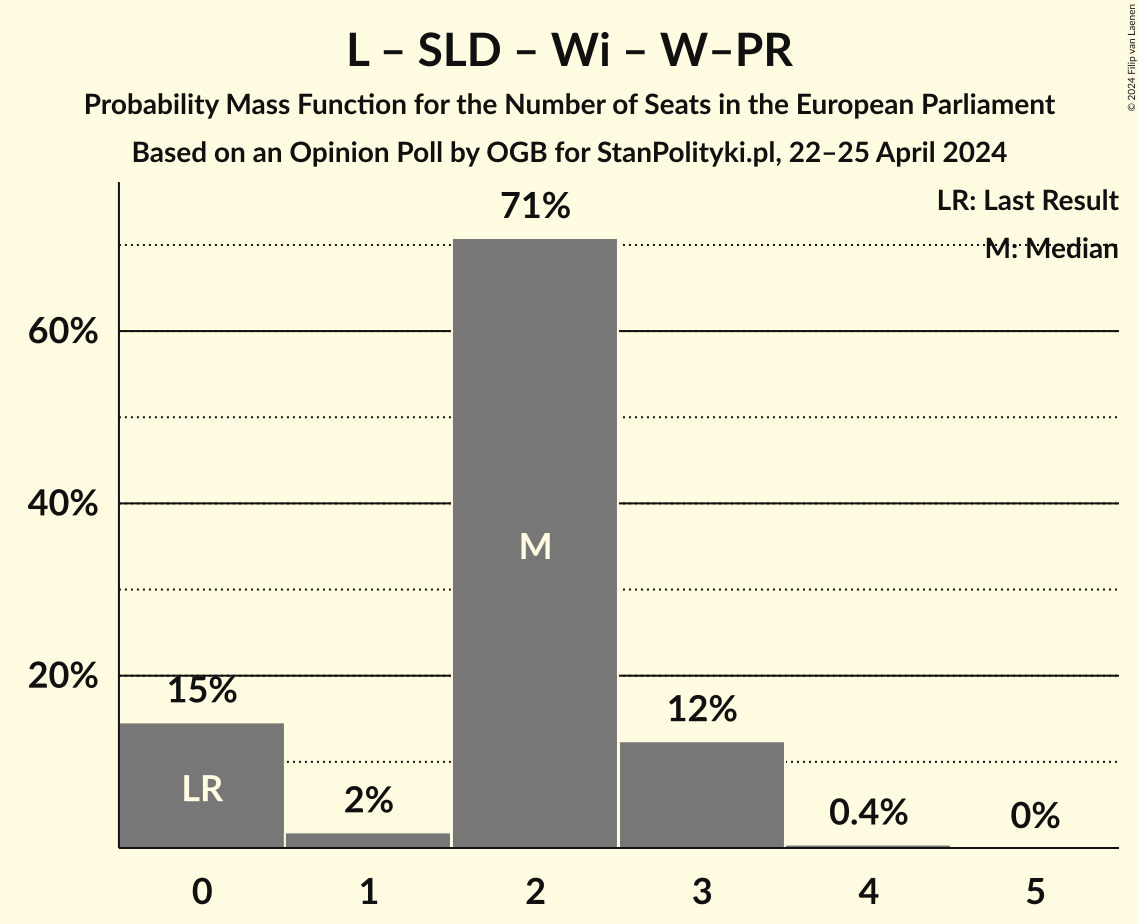 L – SLD – Wi – W–PR
Probability Mass Function for the Number of Seats in the European Parliament
Based on an Opinion Poll by OGB for StanPolityki.pl, 22–25 April 2024
© 2024 Filip van Laenen
LR: Last Result
M: Median
71%
60%
40%
M
20%
15%
12%
LR
2%
0.4%
0%
0 1 2 3 4 5